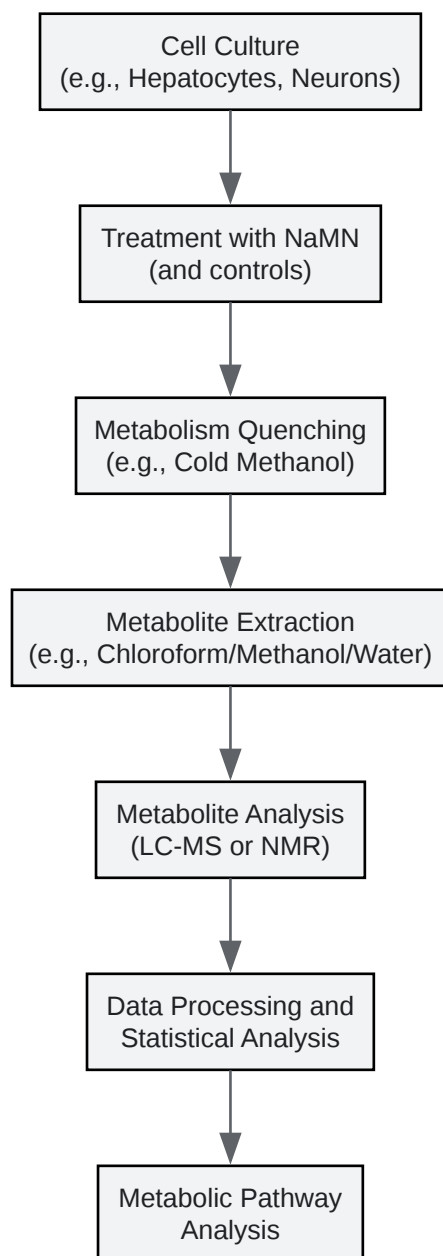 Cell Culture
(e.g., Hepatocytes, Neurons)
Treatment with NaMN
(and controls)
Metabolism Quenching
(e.g., Cold Methanol)
Metabolite Extraction
(e.g., Chloroform/Methanol/Water)
Metabolite Analysis
(LC-MS or NMR)
Data Processing and
Statistical Analysis
Metabolic Pathway
Analysis